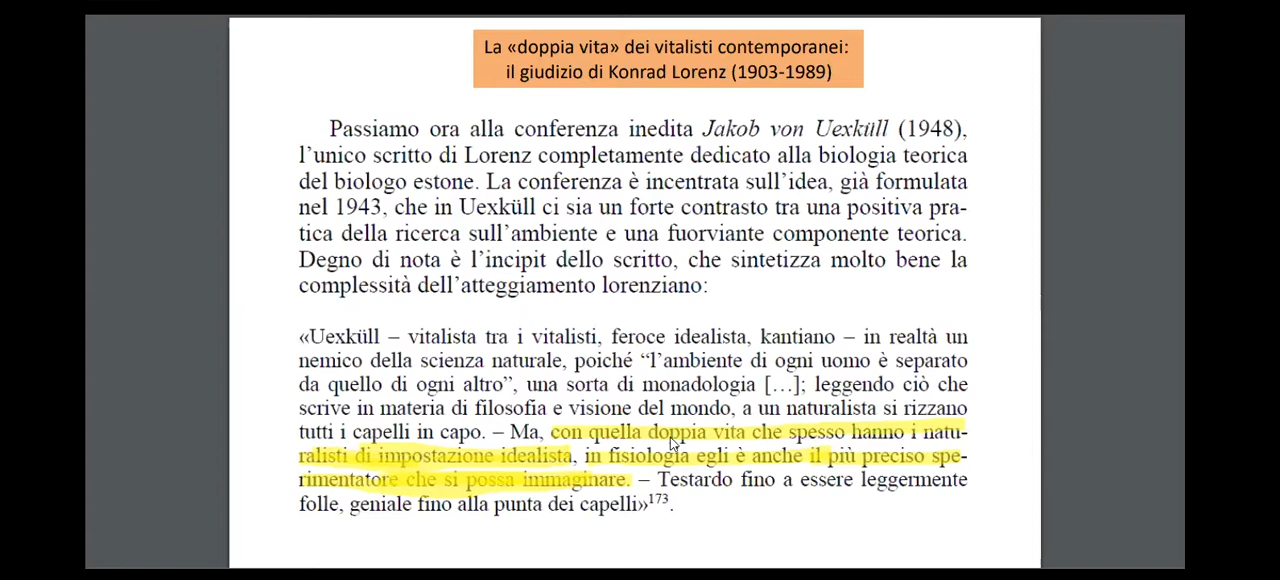 La «doppia vita» dei vitalisti contemporanei:
il giudizio di Konrad Lorenz (1903-1989)
Passiamo ora alla conferenza inedita Jakob von Uexküll (1948),
l’unico scritto di Lorenz completamente dedicato alla biologia teorica
del biologo estone. La conferenza è incentrata sull’idea, già formulata
nel 1943, che in Uexküll ci sia un forte contrasto tra una positiva pra-
tica della ricerca sull’ambiente e una fuorviante componente teorica.
Degno di nota è l’incipit dello scritto, che sintetizza molto bene la
complessità dell’atteggiamento lorenziano:
«Uexküll – vitalista tra i vitalisti, feroce idealista, kantiano – in realtà un
nemico della scienza naturale, poiché “l’ambiente di ogni uomo è separato
da quello di ogni altro”, una sorta di monadologia […]; leggendo ciò che
scrive in materia di filosofia e visione del mondo, a un naturalista si rizzano
tutti i capelli in capo. – Ma, con quella doppia vita che spesso hanno i natu-
ralisti di impostazione idealista, in fisiologia egli è anche il più preciso spe-
rimentatore che si possa immaginare. – Testardo fino a essere leggermente
folle, geniale fino alla punta dei capelli»173.